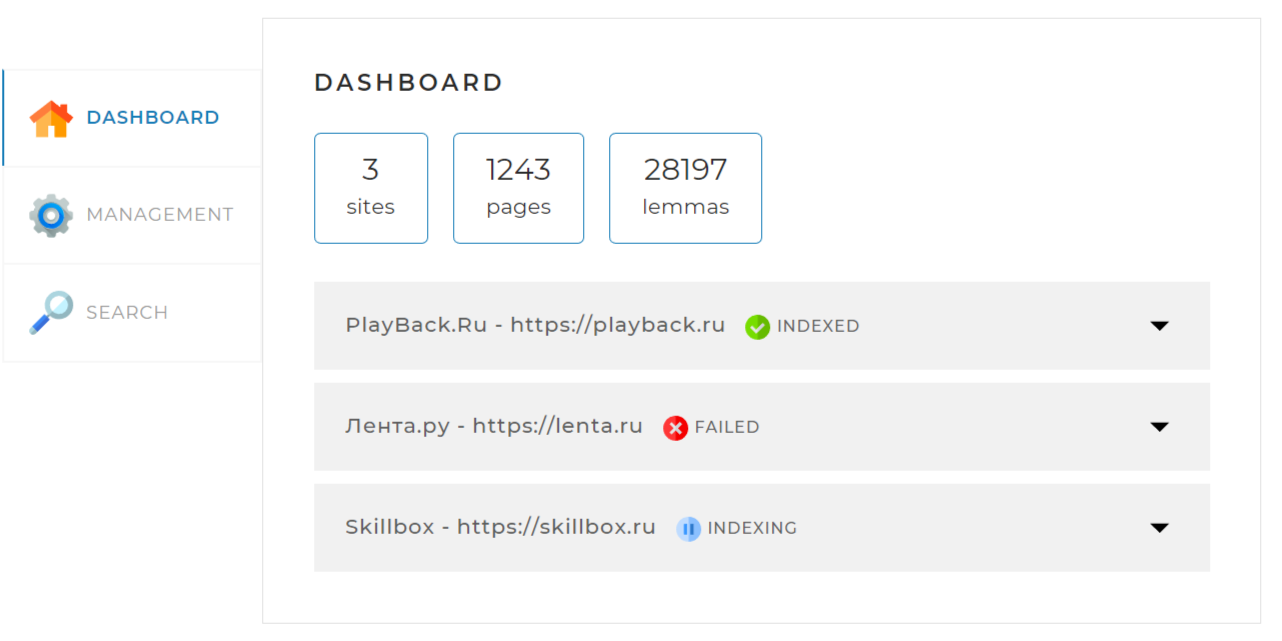 DASHBOARD
MANAGEMENT
SEARCH
DASHBOARD
3
sites
1243
pages
28197
lemmas
PlayBack.Ru - https://playback.ru INDEXED
Лента.ру - https://lenta.ru FAILED
Skillbox - https://skillbox.ru INDEXING